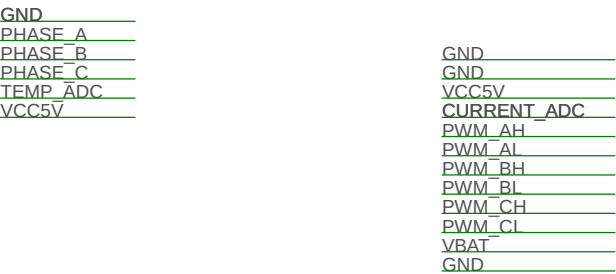 GND
PHASE_A
PHASE_B
PHASE_C
TEMP_ADC
VCC5V
GND
GND
VCC5V
CURRENT_ADC
PWM_AH
PWM_AL
PWM_BH
PWM_BL
PWM_CH
PWM_CL
VBAT
GND